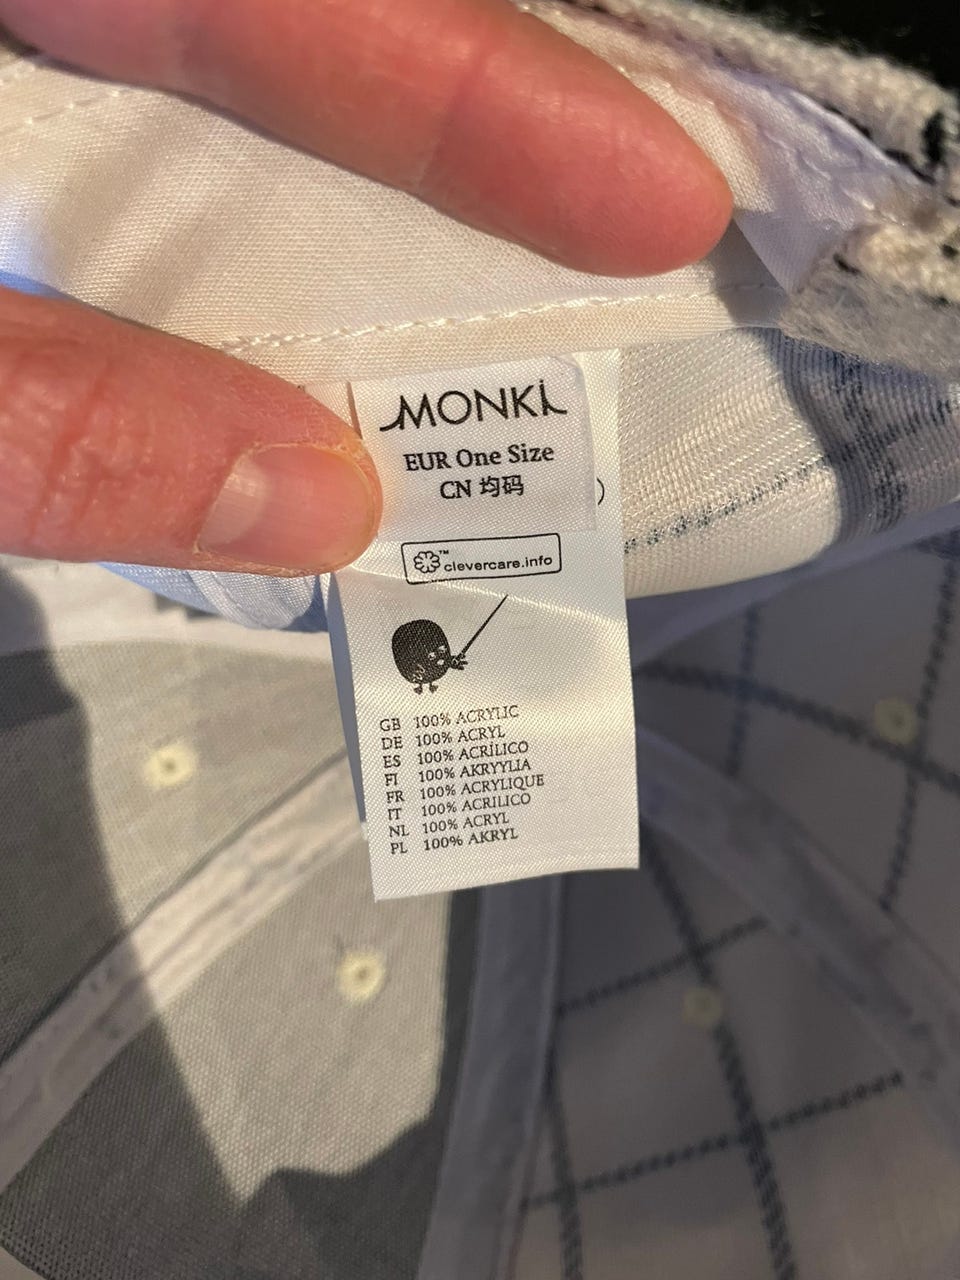 MONKI
EUR One Size
CN 均码
™ clevercare.info
GB 100% ACRYLIC
DE 100% ACRYL
ES 100% ACRÍLICO
FI 100% AKRYYLIA
FR 100% ACRYLIQUE
IT 100% ACRILICO
NL 100% ACRYL
PL 100% AKRYL